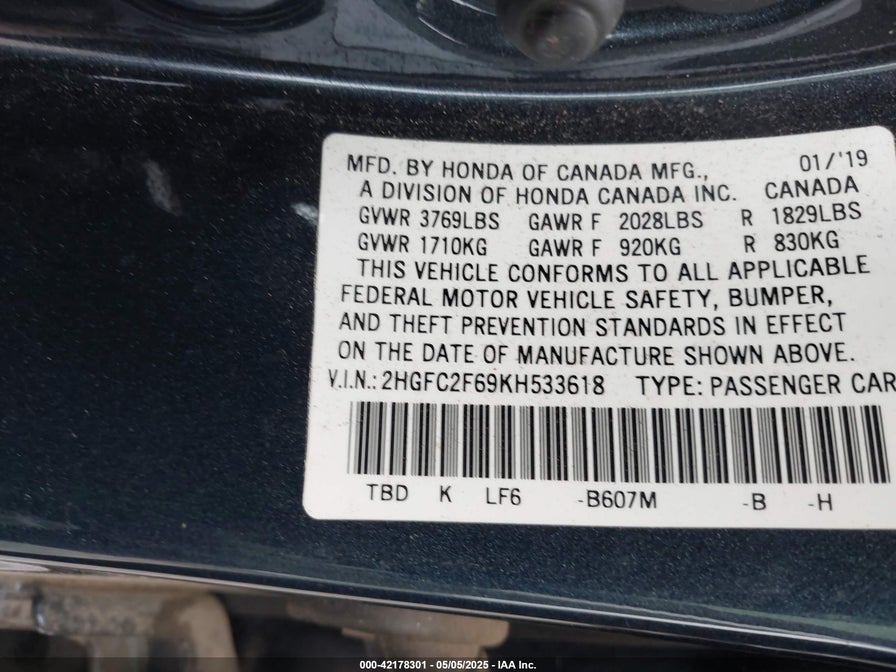 MFD. BY HONDA OF CANADA MFG., 01/'19
A DIVISION OF HONDA CANADA INC. CANADA
GVWR 3769LBS GAWR F 2028LBS R 1829LBS
GVWR 1710KG GAWR F 920KG R 830KG
THIS VEHICLE CONFORMS TO ALL APPLICABLE
FEDERAL MOTOR VEHICLE SAFETY, BUMPER,
AND THEFT PREVENTION STANDARDS IN EFFECT
ON THE DATE OF MANUFACTURE SHOWN ABOVE.
V.I.N.: 2HGFC2F69KH533618 TYPE: PASSENGER CAR
TBD K LF6 -B607M -B -H
000-42178301 — 05/05/2025 — IAA Inc.